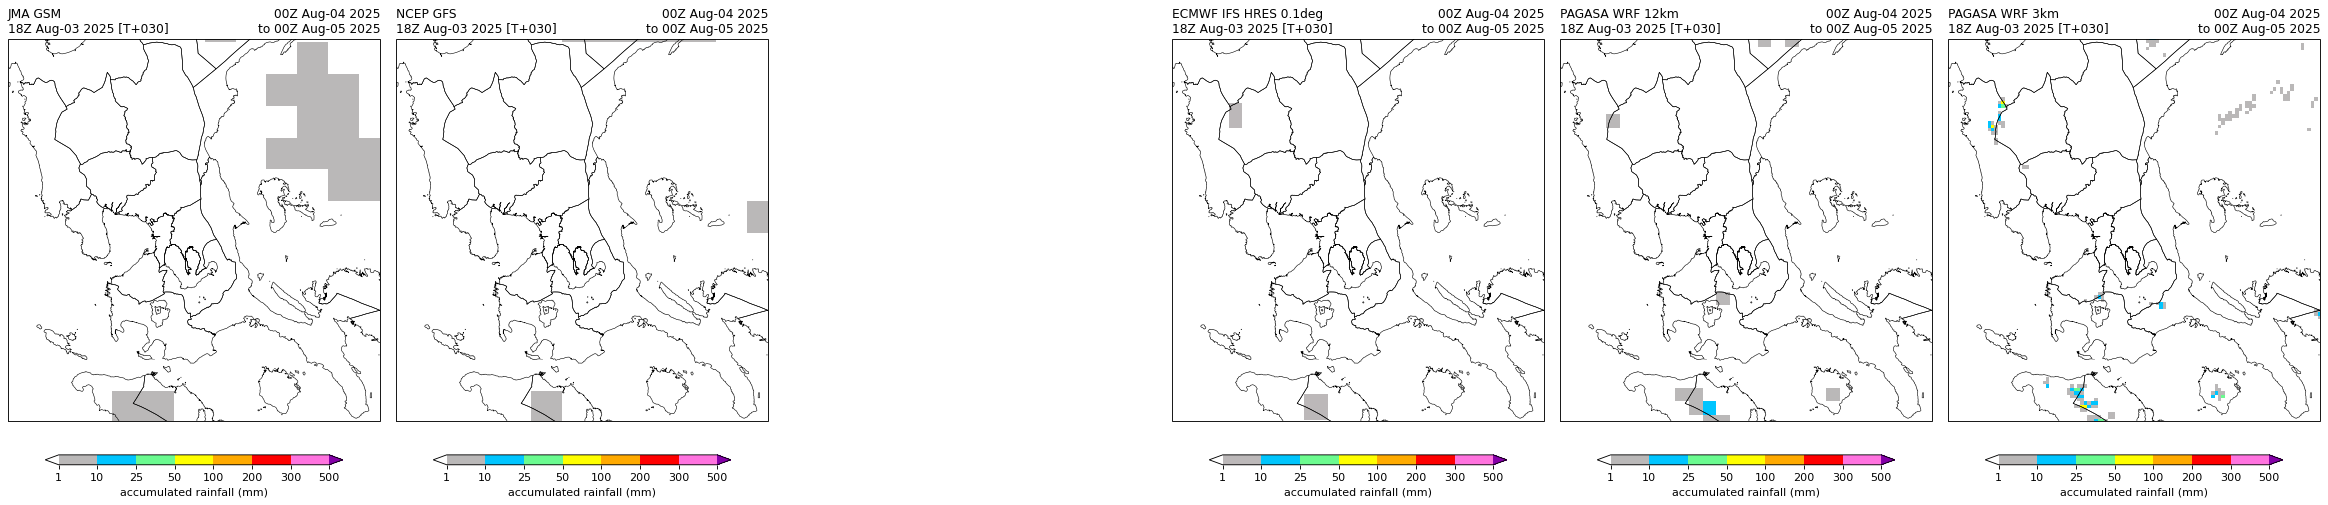 JMA GSM 00Z Aug-04 2025
18Z Aug-03 2025 [T+030] to 00Z Aug-05 2025
1 10 25 50 100 200 300 500
accumulated rainfall (mm)
NCEP GFS 00Z Aug-04 2025
18Z Aug-03 2025 [T+030] to 00Z Aug-05 2025
1 10 25 50 100 200 300 500
accumulated rainfall (mm)
ECMWF IFS HRES 0.1deg 00Z Aug-04 2025
18Z Aug-03 2025 [T+030] to 00Z Aug-05 2025
1 10 25 50 100 200 300 500
accumulated rainfall (mm)
PAGASA WRF 12km 00Z Aug-04 2025
18Z Aug-03 2025 [T+030] to 00Z Aug-05 2025
1 10 25 50 100 200 300 500
accumulated rainfall (mm)
PAGASA WRF 3km 00Z Aug-04 2025
18Z Aug-03 2025 [T+030] to 00Z Aug-05 2025
1 10 25 50 100 200 300 500
accumulated rainfall (mm)